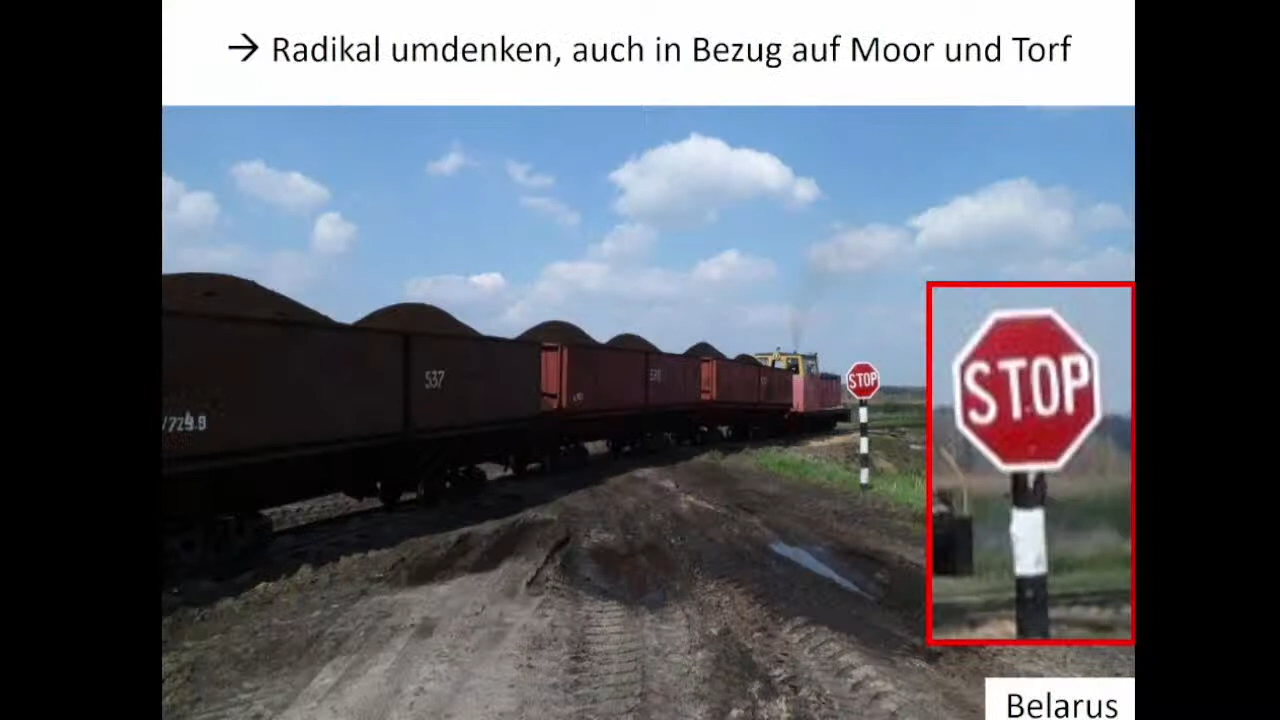 → Radikal umdenken, auch in Bezug auf Moor und Torf
537
STOP
STOP
Belarus